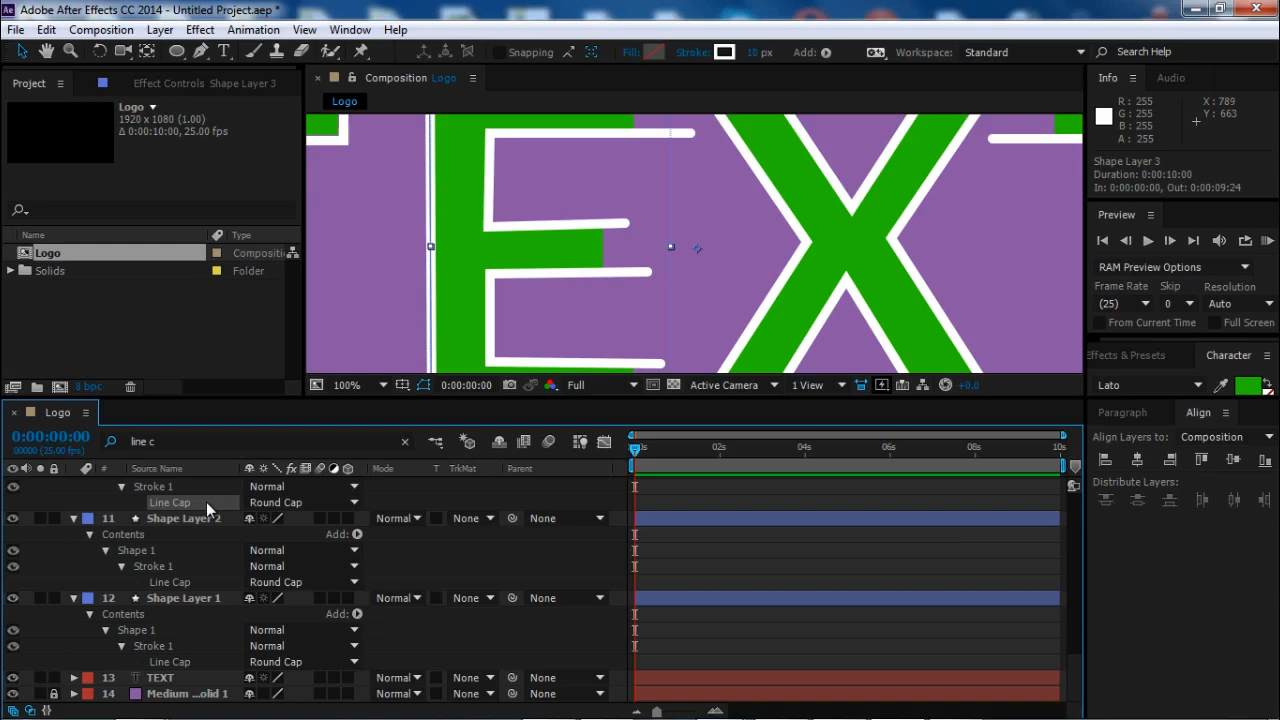 Adobe After Effects CC 2014 - Untitled Project.aep *
File Edit Composition Layer Effect Animation View Window Help
Snapping Fill: Stroke: 10 px Add: Workspace: Standard Search Help
Project Effect Controls Shape Layer 3
Composition Logo
Info Audio
Logo
1920 x 1080 (1.00)
Δ 0:00:10:00, 25.00 fps
Logo
R : 255
G : 255
B : 255
A : 255
X : 789
Y : 663
Shape Layer 3
Duration: 0:00:10:00
In: 0:00:00:00, Out: 0:00:09:24
Preview
Name Type
Logo Compositi
Solids Folder
EX
RAM Preview Options
Frame Rate Skip Resolution
(25) 0 Auto
From Current Time Full Screen
Effects & Presets Character
8 bpc
100% 0:00:00:00 Full Active Camera 1 View +0.0
Lato
Logo
Paragraph Align
0:00:00:00
00000 (25.00 fps)
line c
02s 04s 06s 08s 10s
Align Layers to: Composition
# Source Name Mode T TrkMat Parent
Distribute Layers:
Stroke 1 Normal
Line Cap Round Cap
11 Shape Layer 2 Normal None None
Contents Add:
Shape 1 Normal
Stroke 1 Normal
Line Cap Round Cap
12 Shape Layer 1 Normal None None
Contents Add:
Shape 1 Normal
Stroke 1 Normal
Line Cap Round Cap
13 TEXT Normal None None
14 Medium ...olid 1 Normal None None